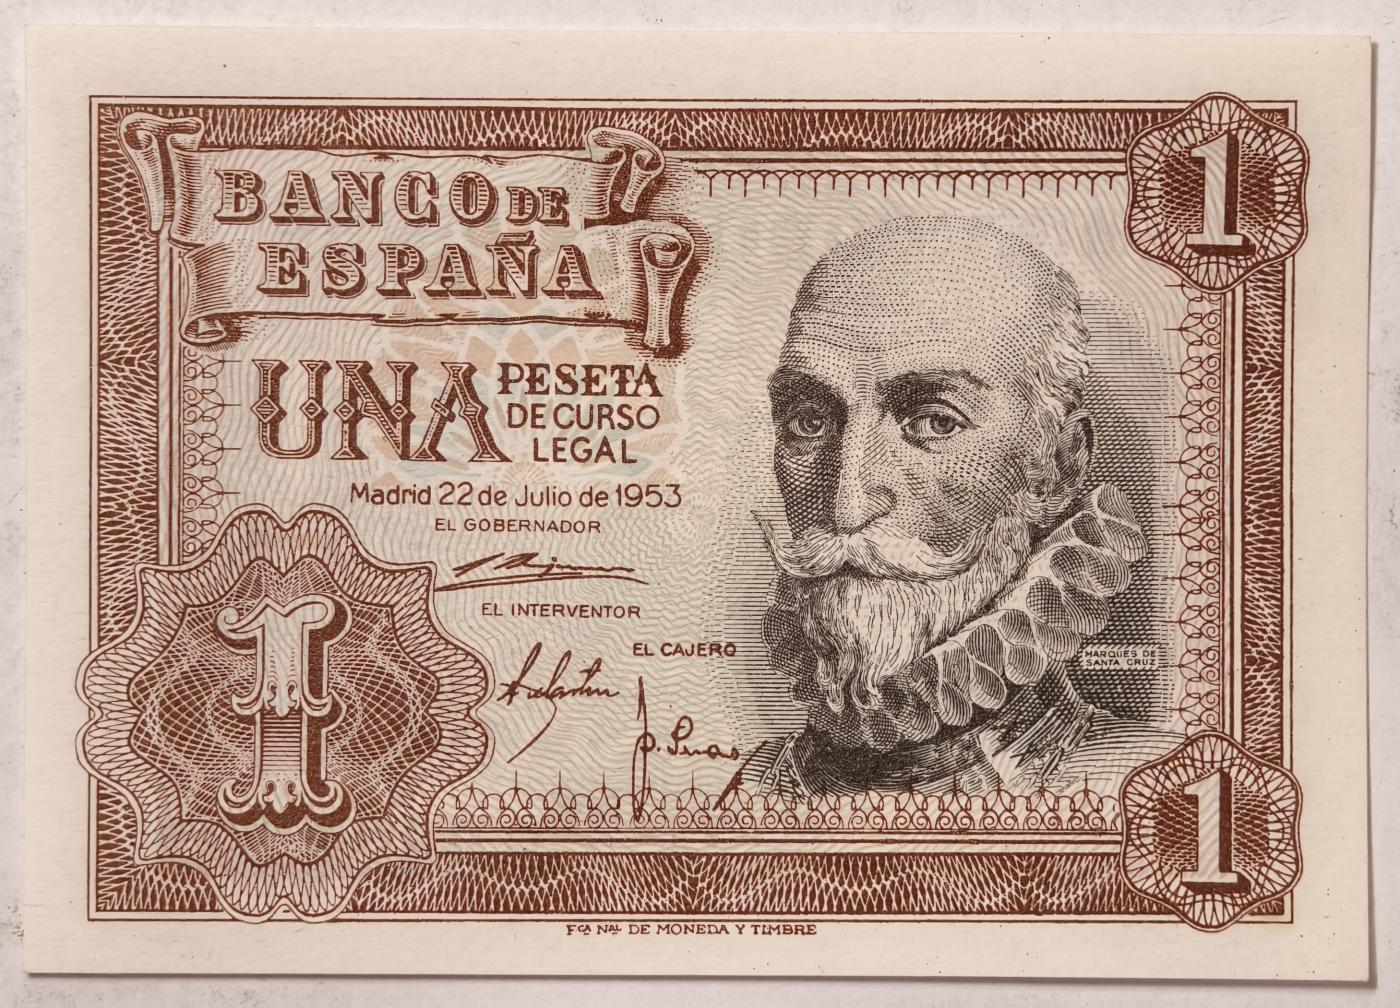 BANCO DE
ESPAÑA
1
UNA PESETA
DE CURSO
LEGAL
Madrid 22 de Julio de 1953
EL GOBERNADOR
EL INTERVENTOR
EL CAJERO
MARQUES DE
SANTA CRUZ
1
1
FCA NAL DE MONEDA Y TIMBRE